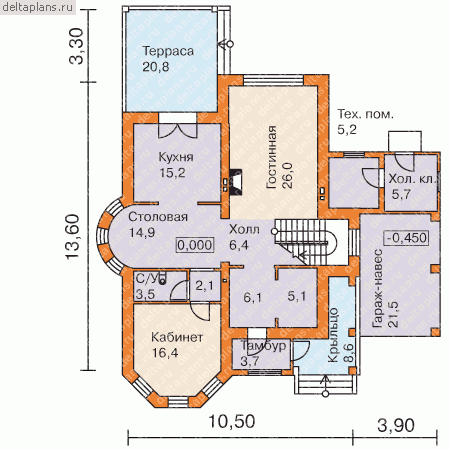 deltaplans.ru
3,30
Терраса
20,8
Тех. пом.
5,2
Кухня
15,2
Гостинная
26,0
Хол. кл.
5,7
13,60
Столовая
14,9
0,000
Холл
6,4
-0,450
Гараж-навес
21,5
С/У
3,5
2,1
6,1
5,1
Крыльцо
8,6
Кабинет
16,4
Тамбур
3,7
10,50
3,90